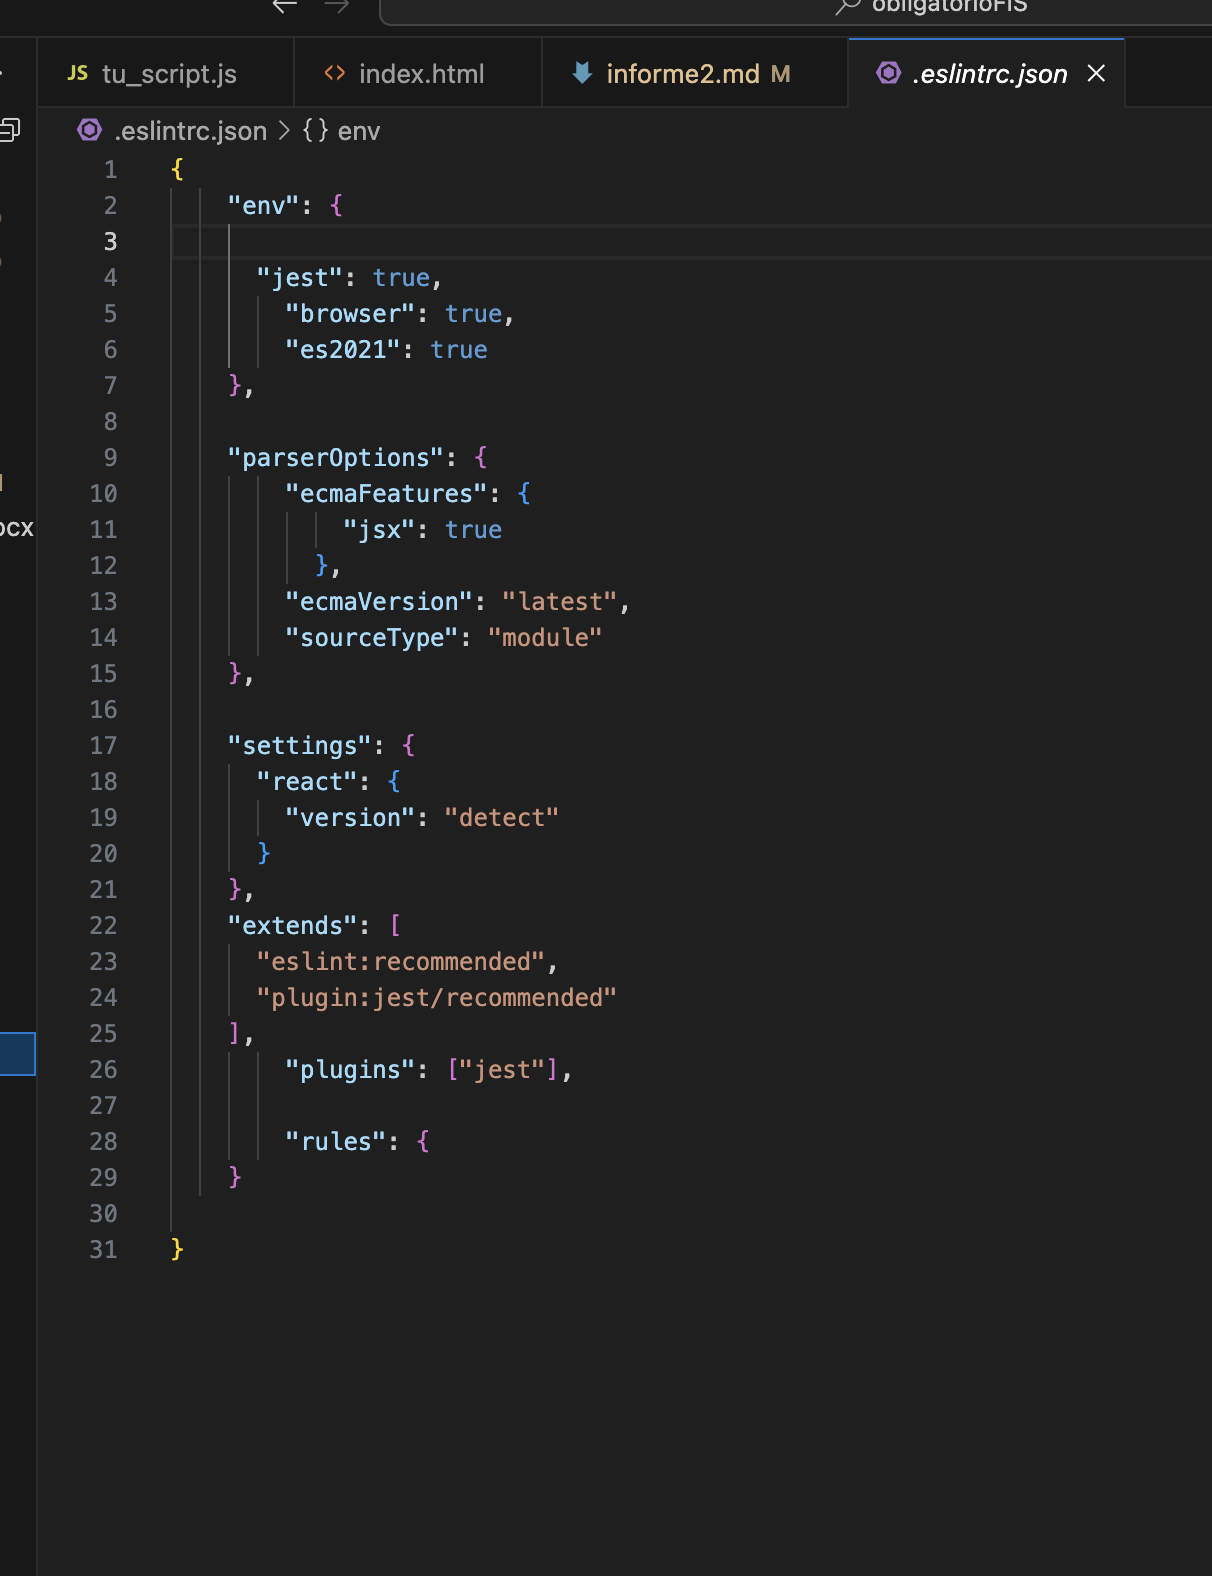 obligatorioFIS
JS tu_script.js
<> index.html
informe2.md M
.eslintrc.json
.eslintrc.json > {} env
1 {
2 "env": {
3
4 "jest": true,
5 "browser": true,
6 "es2021": true
7 },
8
9 "parserOptions": {
10 "ecmaFeatures": {
11 "jsx": true
12 },
13 "ecmaVersion": "latest",
14 "sourceType": "module"
15 },
16
17 "settings": {
18 "react": {
19 "version": "detect"
20 }
21 },
22 "extends": [
23 "eslint:recommended",
24 "plugin:jest/recommended"
25 ],
26 "plugins": ["jest"],
27
28 "rules": {
29 }
30
31 }
ocx